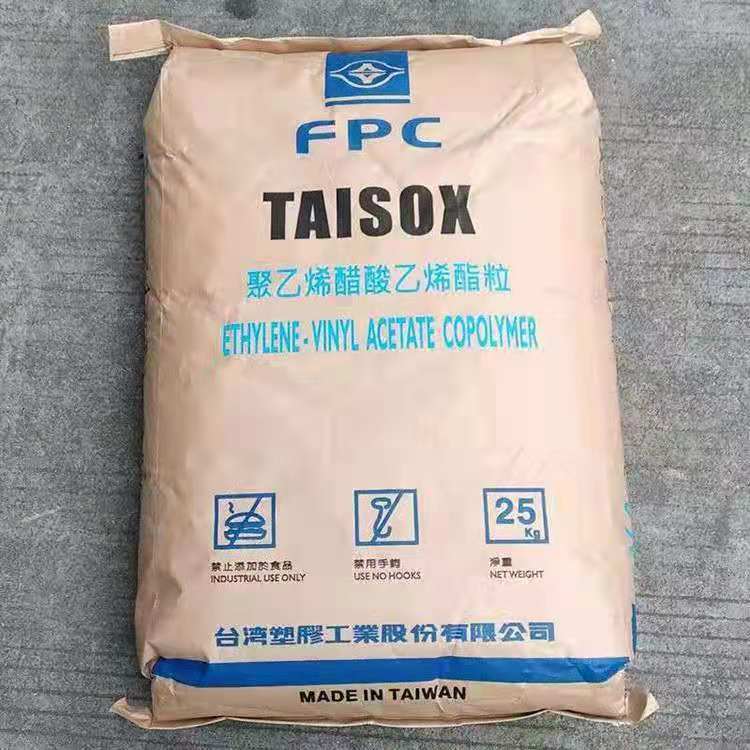 FPC
TAISOX
聚乙烯醋酸乙烯酯粒
ETHYLENE-VINYL ACETATE COPOLYMER
25
Kg
禁止添加於食品
INDUSTRIAL USE ONLY
禁用手鈎
USE NO HOOKS
淨重
NET WEIGHT
台湾塑膠工業股份有限公司
MADE IN TAIWAN